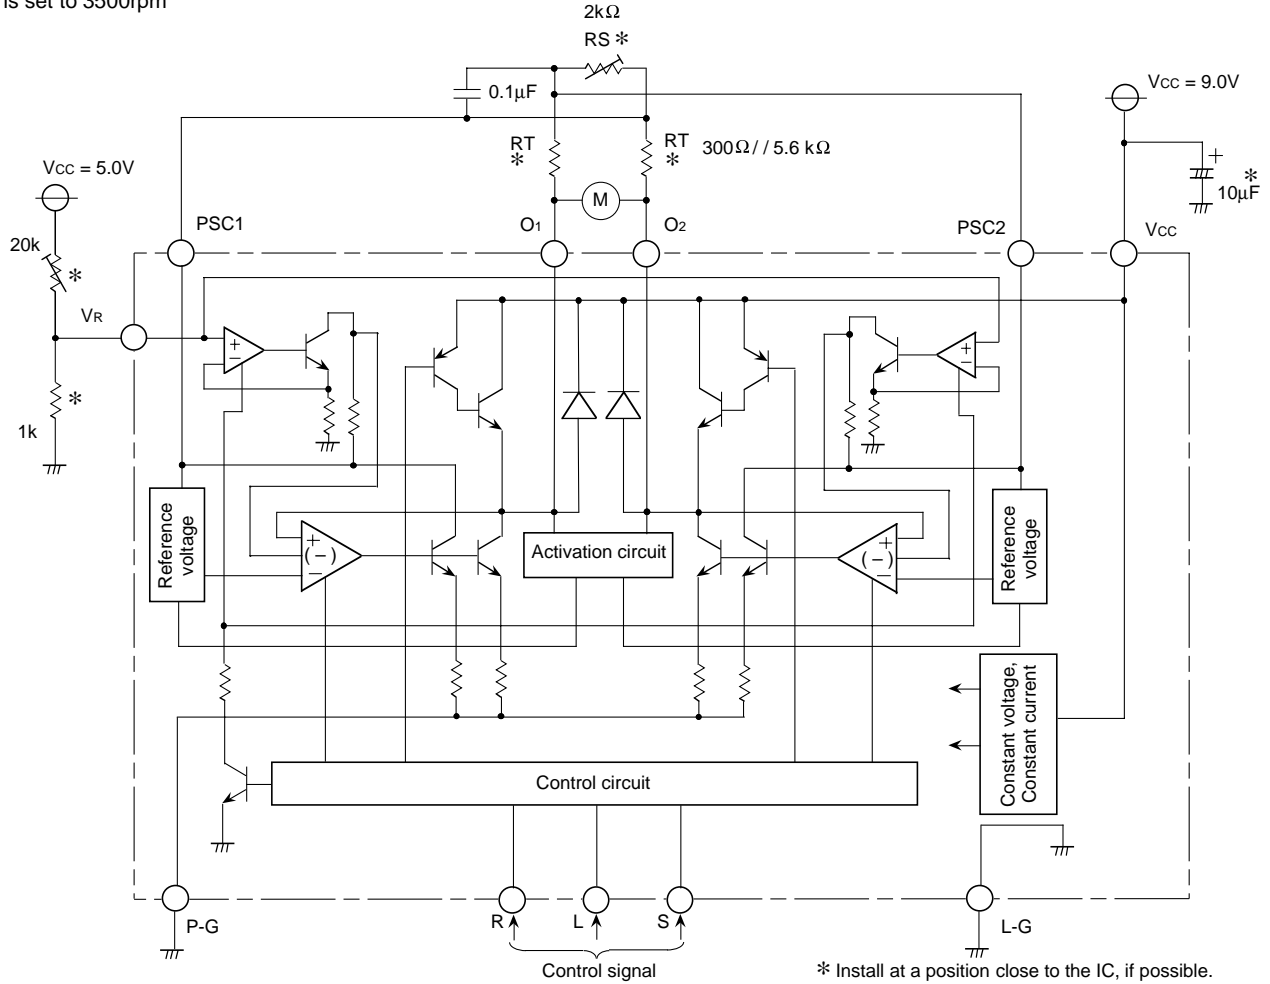 is set to 3500rpm
2kΩ
RS *
0.1μF
VCC = 9.0V
RT
*
RT
*
300Ω// 5.6 kΩ
+
*
10μF
VCC = 5.0V
M
20k
*
PSC1
O1
O2
PSC2
VCC
VR
+
−
+
−
*
1k
Reference
voltage
+
(−)
−
Activation circuit
+
(−)
−
Reference
voltage
Constant voltage,
Constant current
Control circuit
P-G
R
L
S
L-G
Control signal
* Install at a position close to the IC, if possible.